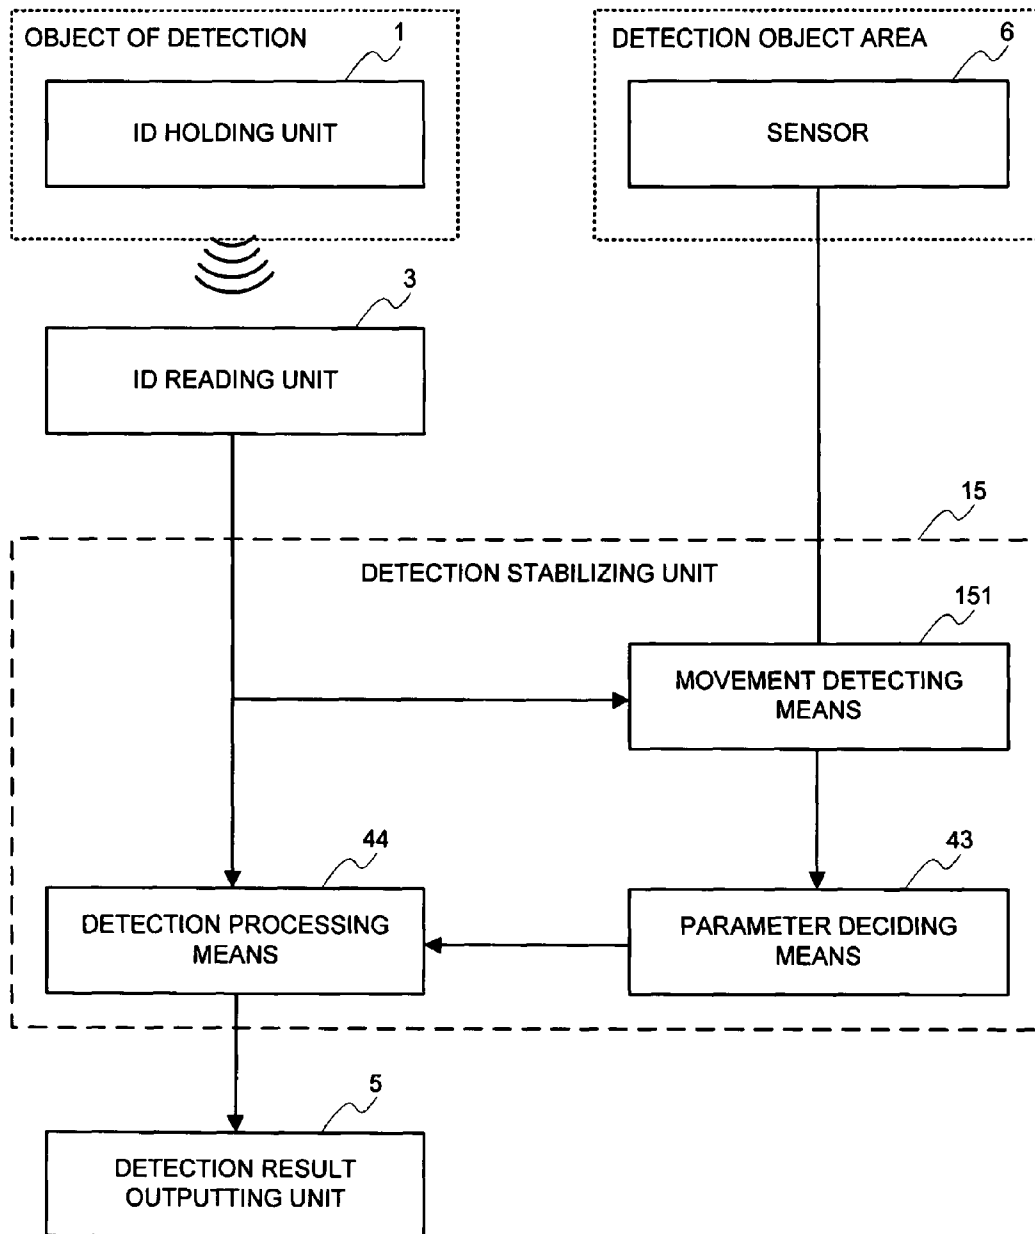 OBJECT OF DETECTION
1
ID HOLDING UNIT
DETECTION OBJECT AREA
6
SENSOR
3
ID READING UNIT
15
DETECTION STABILIZING UNIT
151
MOVEMENT DETECTING
MEANS
44
DETECTION PROCESSING
MEANS
43
PARAMETER DECIDING
MEANS
5
DETECTION RESULT
OUTPUTTING UNIT